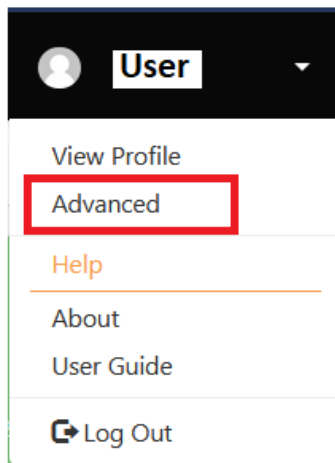 User
View Profile
Advanced
Help
About
User Guide
Log Out